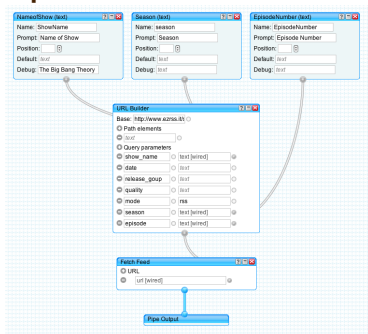 NameofShow (text)
Name: ShowName
Prompt: Name of Show
Position:
Default: text
Debug: The Big Bang Theory
Season (text)
Name: season
Prompt: Season
Position:
Default: text
Debug: text
EpisodeNumber (text)
Name: EpisodeNumber
Prompt: Episode Number
Position:
Default: text
Debug: text
URL Builder
Base: http://www.ezrss.it/
Path elements
text
Query parameters
show_name text [wired]
date text
release_goup text
quality text
mode rss
season text [wired]
episode text [wired]
Fetch Feed
URL
url [wired]
Pipe Output